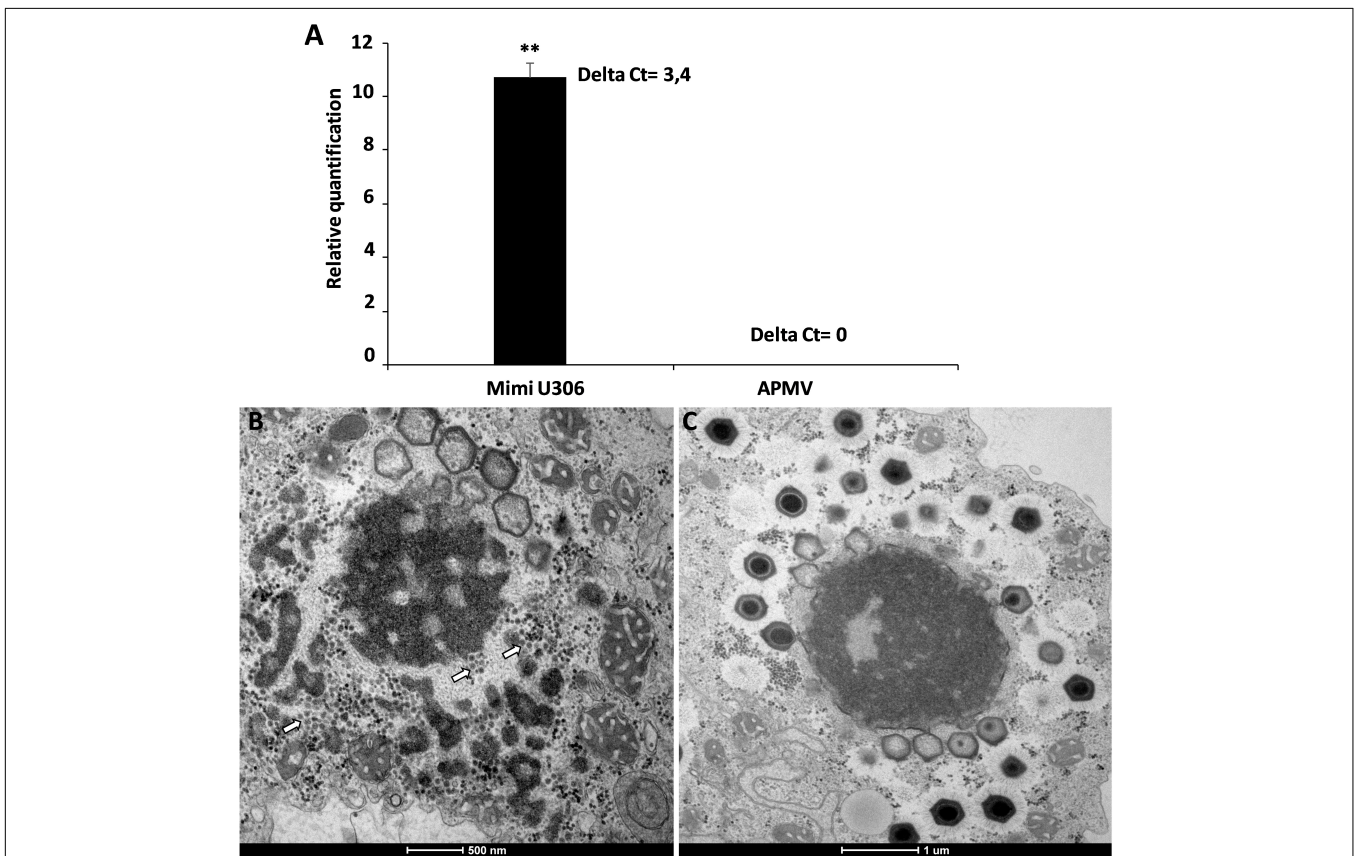 A
12
**
Delta Ct= 3,4
10
8
6
4
2
0
Relative quantification
Delta Ct= 0
Mimi U306
APMV
B
C
500 nm
1 um